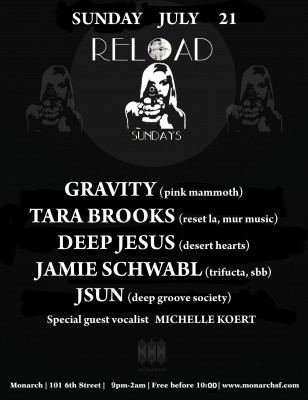 SUNDAY JULY 21
RELOAD
SUNDAYS
GRAVITY (pink mammoth)
TARA BROOKS (reset la, mur music)
DEEP JESUS (desert hearts)
JAMIE SCHWABL (trifucta, sbb)
JSUN (deep groove society)
Special guest vocalist MICHELLE KOERT
MONARCH
Monarch | 101 6th Street | 9pm-2am | Free before 10:00 | www.monarchsf.com